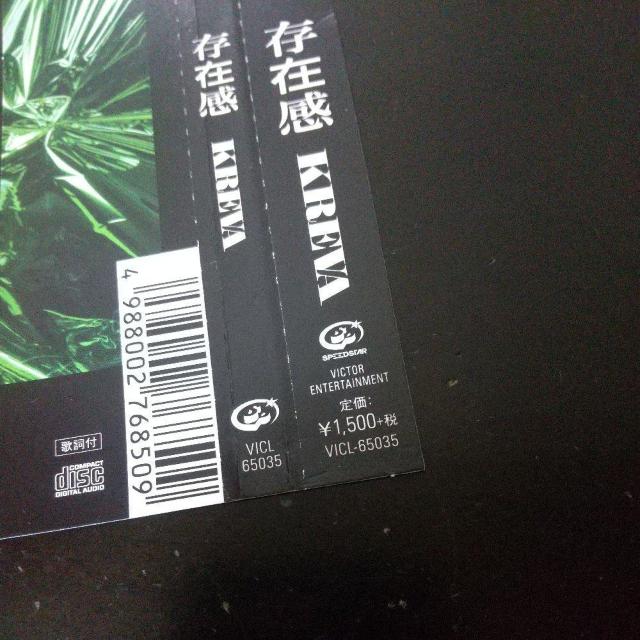 歌詞付
COMPACT
disc
DIGITAL AUDIO
4 988002 768509
存在感 KREVA
VICL
65035
存在感 KREVA
SPEEDSTAR
VICTOR
ENTERTAINMENT
定価:
¥1,500+税
VICL-65035